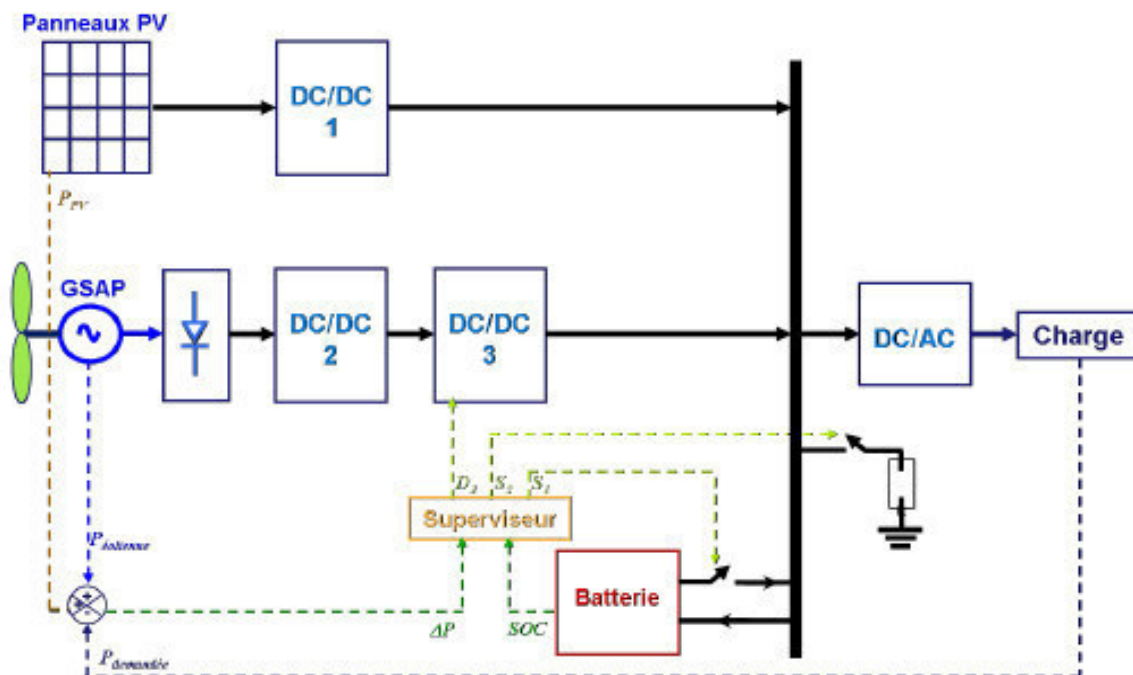 Panneaux PV
DC/DC
1
P_PV
GSAP
DC/DC
2
DC/DC
3
DC/AC
Charge
D_3 S_2 S_1
Superviseur
P_éolienne
Batterie
ΔP
SOC
P_demandée